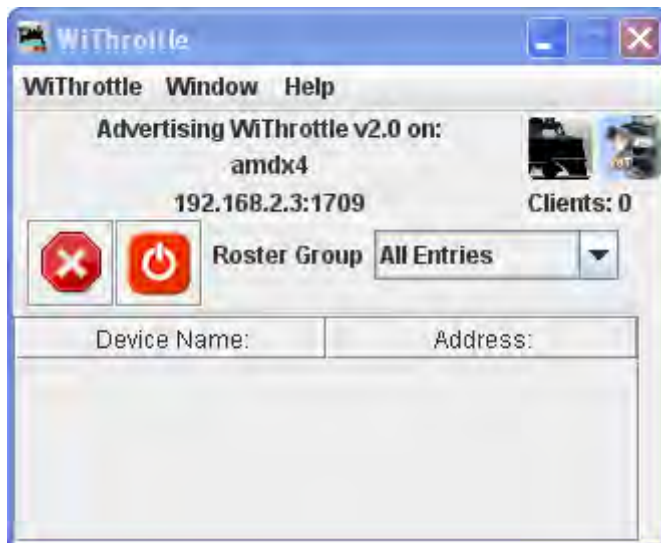 WiThrottle
WiThrottle Window Help
Advertising WiThrottle v2.0 on:
amdx4
192.168.2.3:1709
Clients: 0
Roster Group All Entries
Device Name: Address: